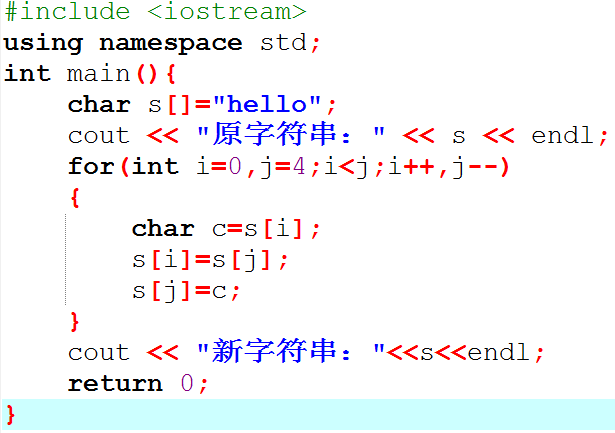 #include <iostream>
using namespace std;
int main(){
    char s[]="hello";
    cout << "原字符串：" << s << endl;
    for(int i=0,j=4;i<j;i++,j--)
    {
        char c=s[i];
        s[i]=s[j];
        s[j]=c;
    }
    cout << "新字符串："<<s<<endl;
    return 0;
}